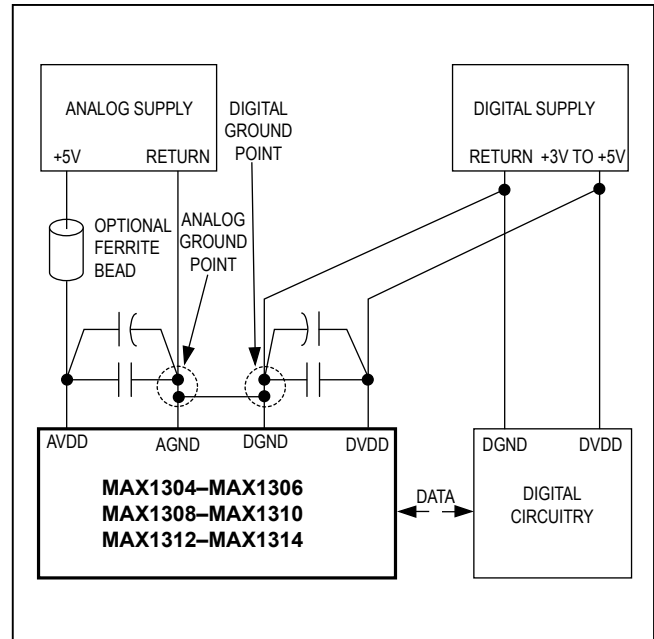 ANALOG SUPPLY
+5V
RETURN
DIGITAL
GROUND
POINT
DIGITAL SUPPLY
RETURN
+3V TO +5V
OPTIONAL
FERRITE
BEAD
ANALOG
GROUND
POINT
AVDD
AGND
DGND
DVDD
MAX1304–MAX1306
MAX1308–MAX1310
MAX1312–MAX1314
DATA
DGND
DVDD
DIGITAL
CIRCUITRY